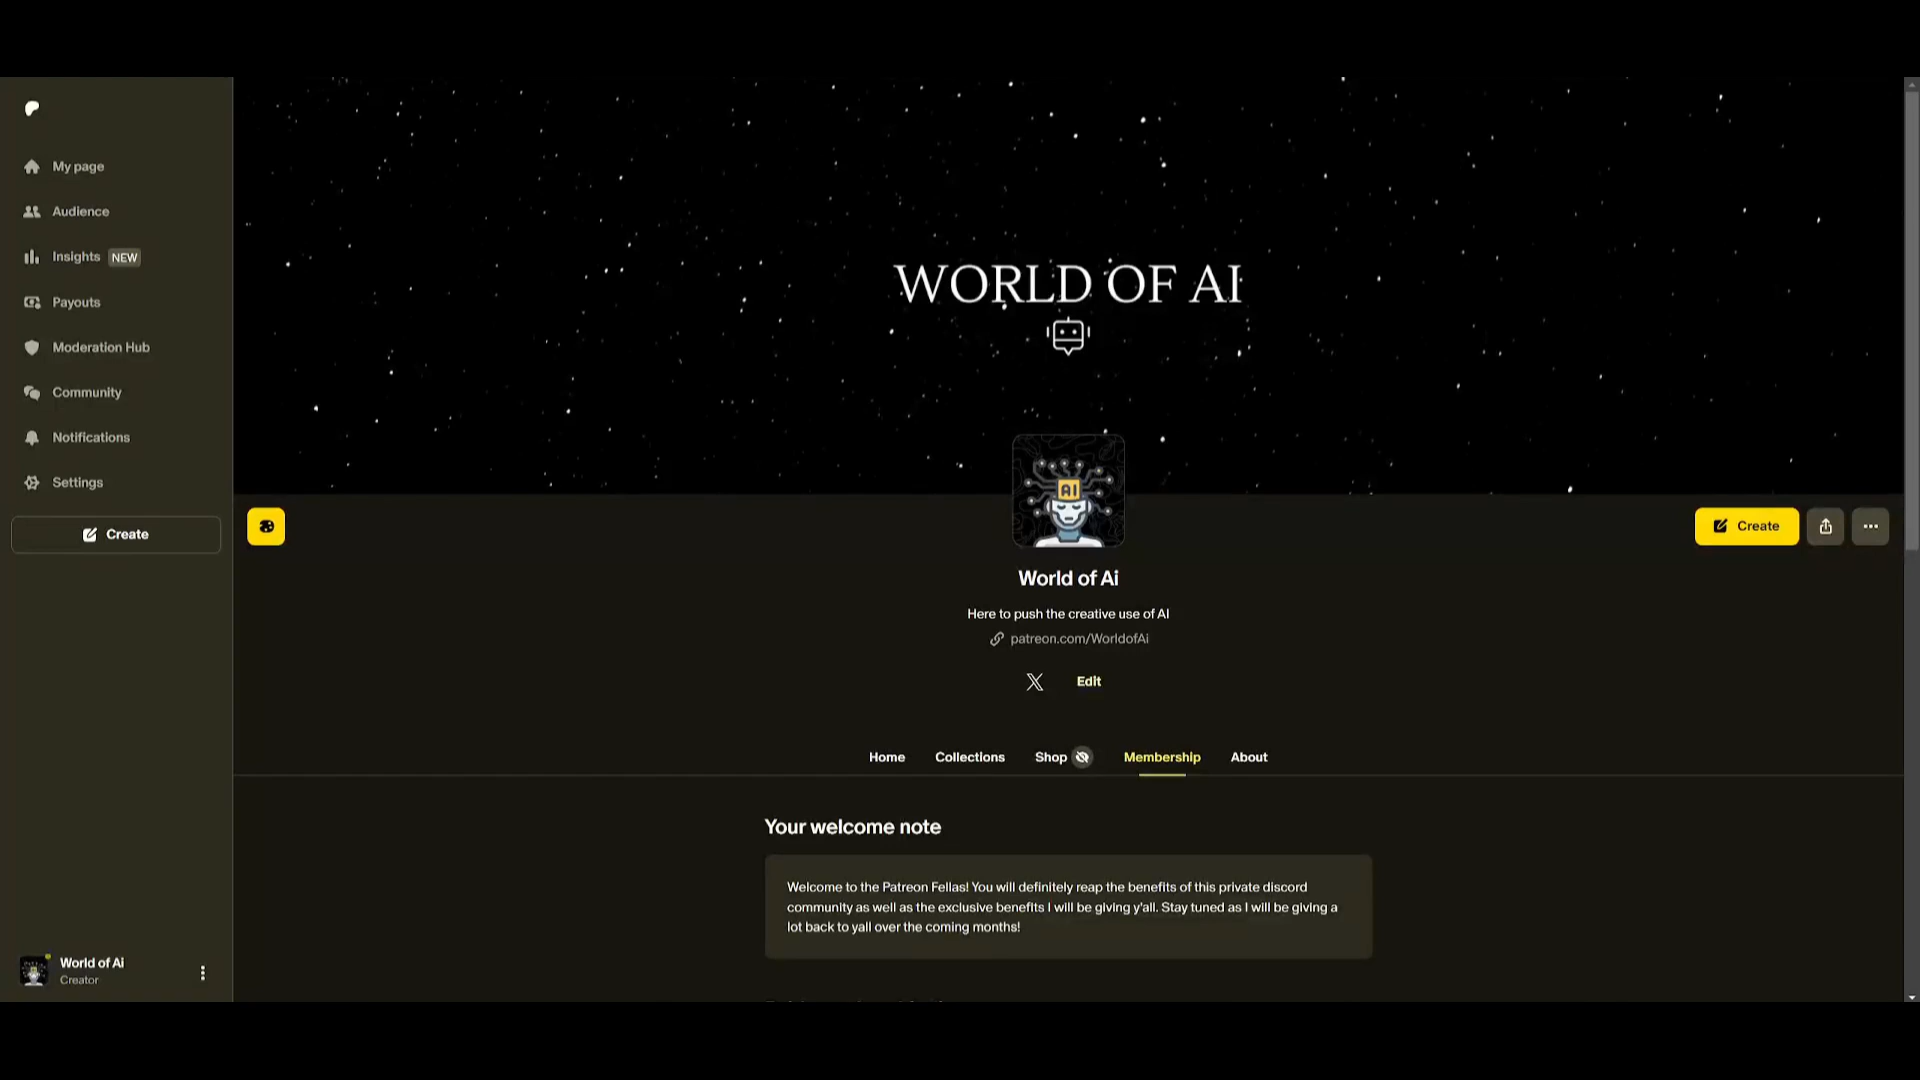 My page
Audience
Insights NEW
Payouts
Moderation Hub
Community
Notifications
Settings
Create
World of Ai
Creator
WORLD OF AI
AI
Create
World of Ai
Here to push the creative use of AI
patreon.com/WorldofAi
Edit
Home Collections Shop Membership About
Your welcome note
Welcome to the Patreon Fellas! You will definitely reap the benefits of this private discord
community as well as the exclusive benefits I will be giving y'all. Stay tuned as I will be giving a
lot back to yall over the coming months!